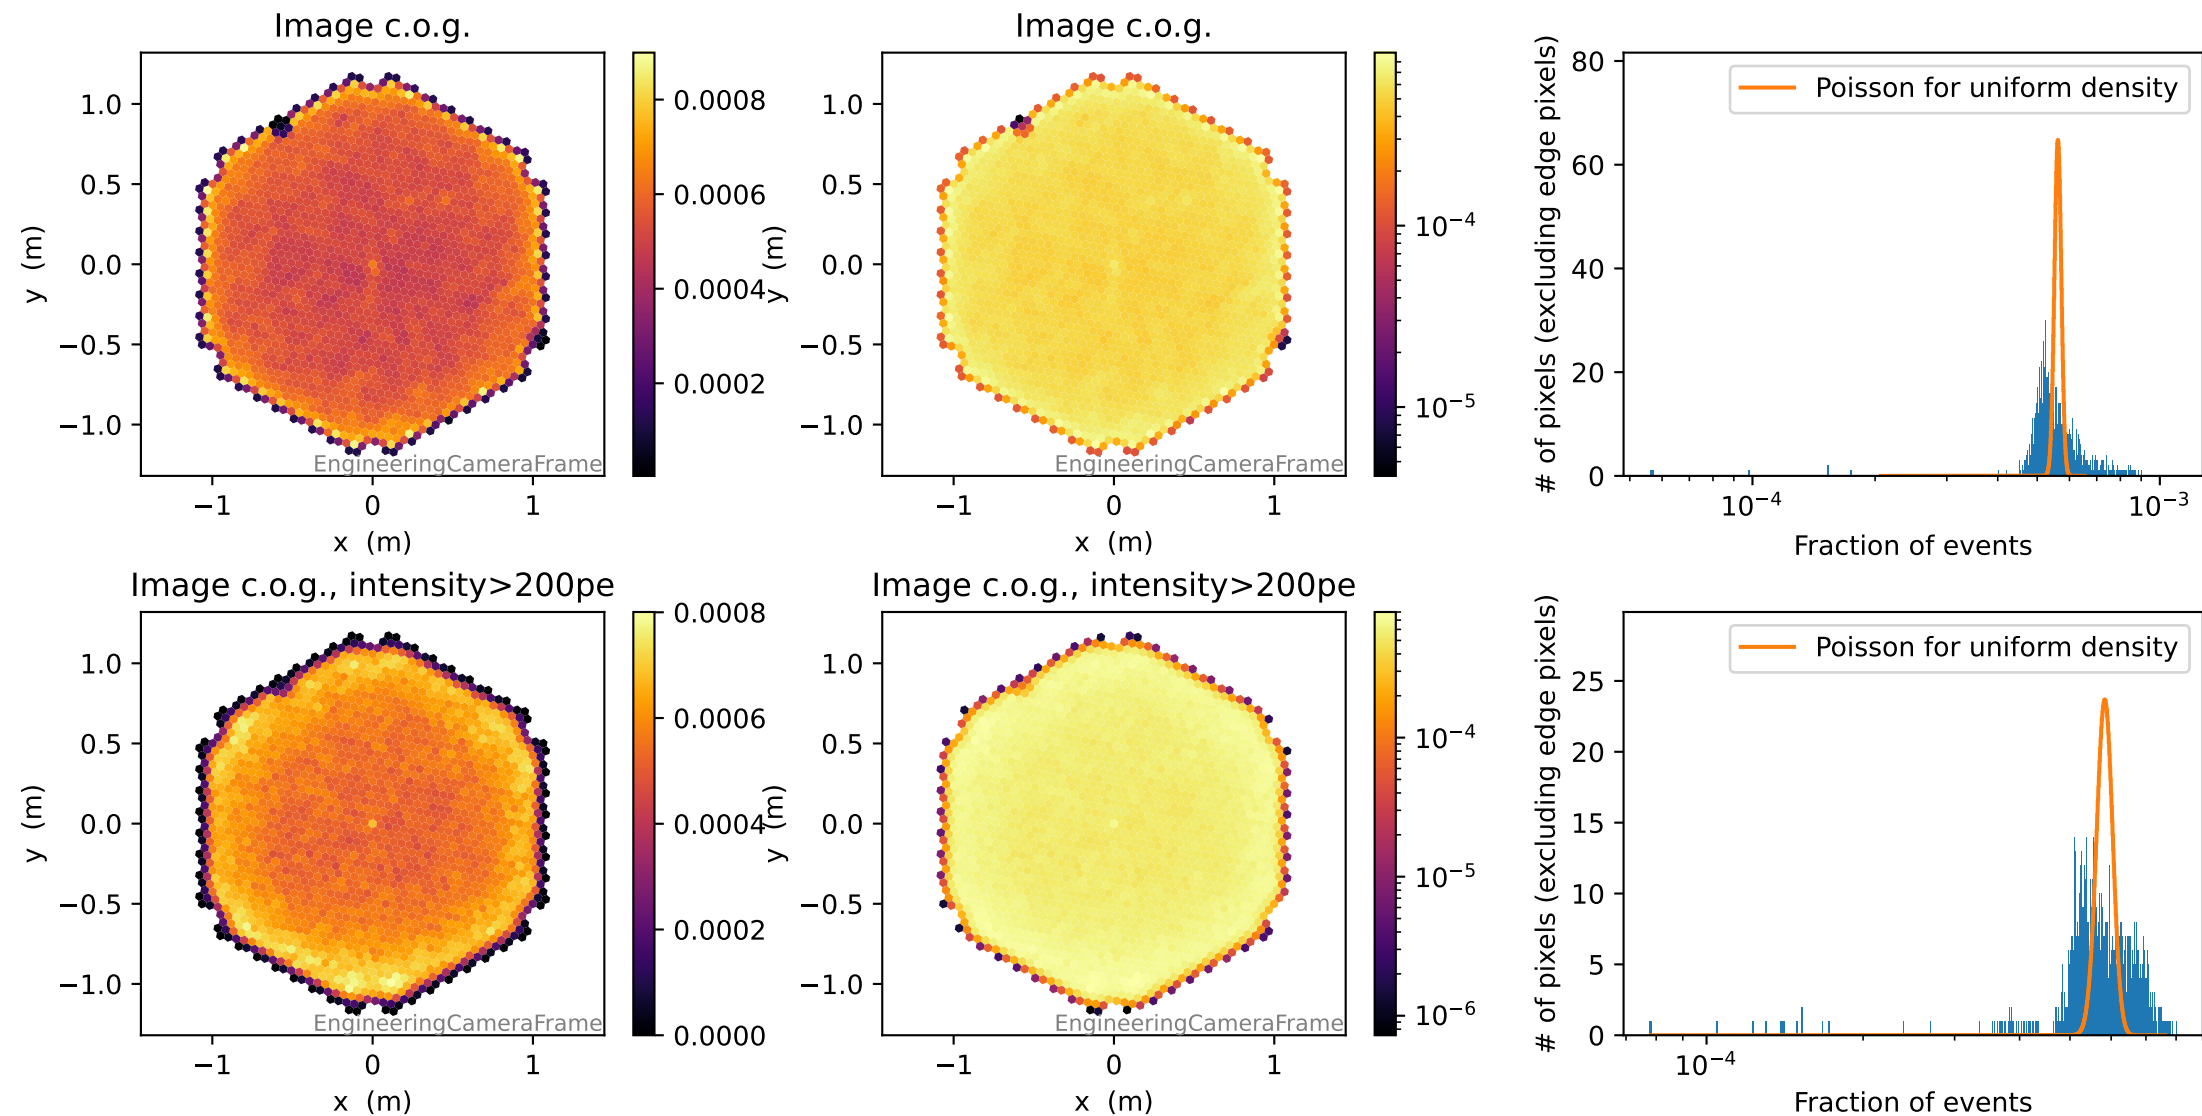 Image c.o.g.
1.0
0.5
0.0
−0.5
−1.0
y (m)
−1
0
1
x (m)
EngineeringCameraFrame
0.0008
0.0006
0.0004
0.0002
Image c.o.g.
1.0
0.5
0.0
−0.5
−1.0
y (m)
−1
0
1
x (m)
EngineeringCameraFrame
10−4
10−5
80
60
40
20
0
# of pixels (excluding edge pixels)
Poisson for uniform density
10−4
10−3
Fraction of events
Image c.o.g., intensity>200pe
1.0
0.5
0.0
−0.5
−1.0
y (m)
−1
0
1
x (m)
EngineeringCameraFrame
0.0008
0.0006
0.0004
0.0002
0.0000
Image c.o.g., intensity>200pe
1.0
0.5
0.0
−0.5
−1.0
y (m)
−1
0
1
x (m)
EngineeringCameraFrame
10−4
10−5
10−6
25
20
15
10
5
0
# of pixels (excluding edge pixels)
Poisson for uniform density
10−4
Fraction of events